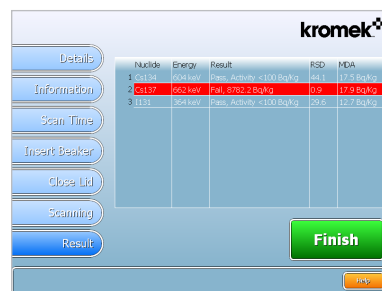 kromek
Details
Information
Scan Time
Insert Beaker
Close Lid
Scanning
Result
Nuclide Energy Result RSD MDA
1 Cs134 604 keV Pass, Activity <100 Bq/Kg 44.1 17.5 Bq/Kg
2 Cs137 662 keV Fail, 8782.2 Bq/Kg 0.9 17.9 Bq/Kg
3 I131 364 keV Pass, Activity <100 Bq/Kg 29.6 12.7 Bq/Kg
Finish
Help